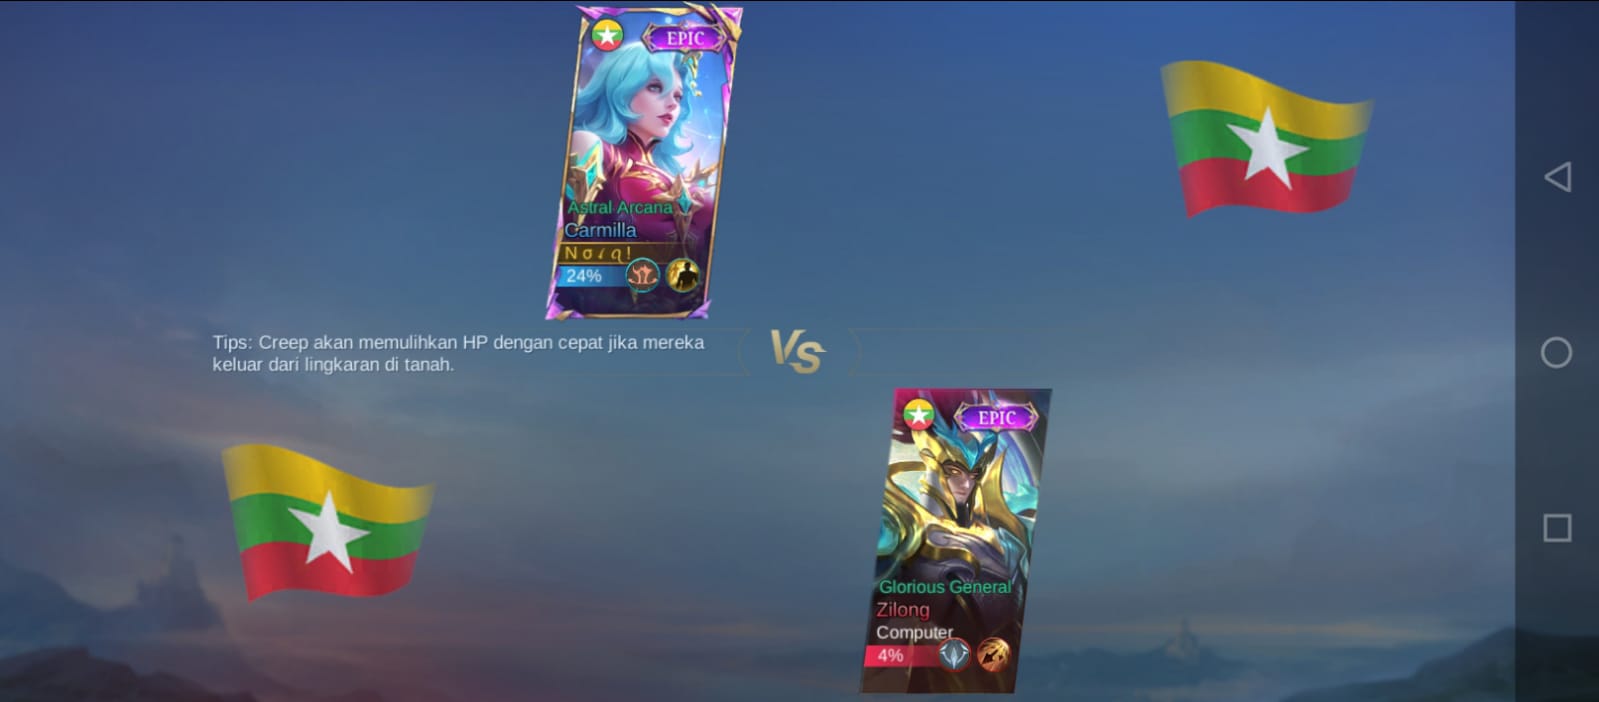 EPIC
Astral Arcana
Carmilla
N σ 𝓲 ꪇ !
24%
Tips: Creep akan memulihkan HP dengan cepat jika mereka
keluar dari lingkaran di tanah.
VS
EPIC
Glorious General
Zilong
Computer
4%